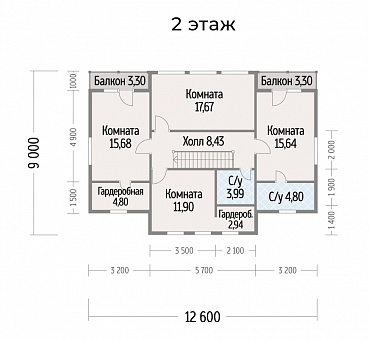 2 этаж
Балкон 3,30
Балкон 3,30
Комната
17,67
Комната
15,68
Комната
15,64
Холл 8,43
Гардеробная
4,80
Комната
11,90
С/у
3,99
С/у 4,80
Гардероб.
2,94
1000
4 900
1 500
9 000
2 000
1 900
1 500
3 500
2 100
3 200
5 700
3 200
12 600